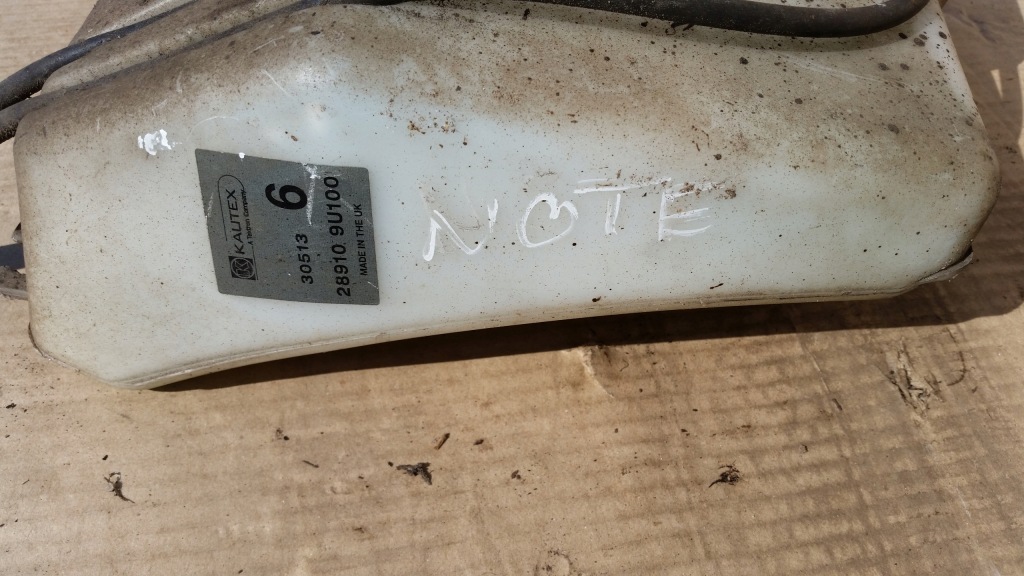 KAUTEX
A Textron Company
30513 6
28910 9U100
MADE IN THE UK
NOTE